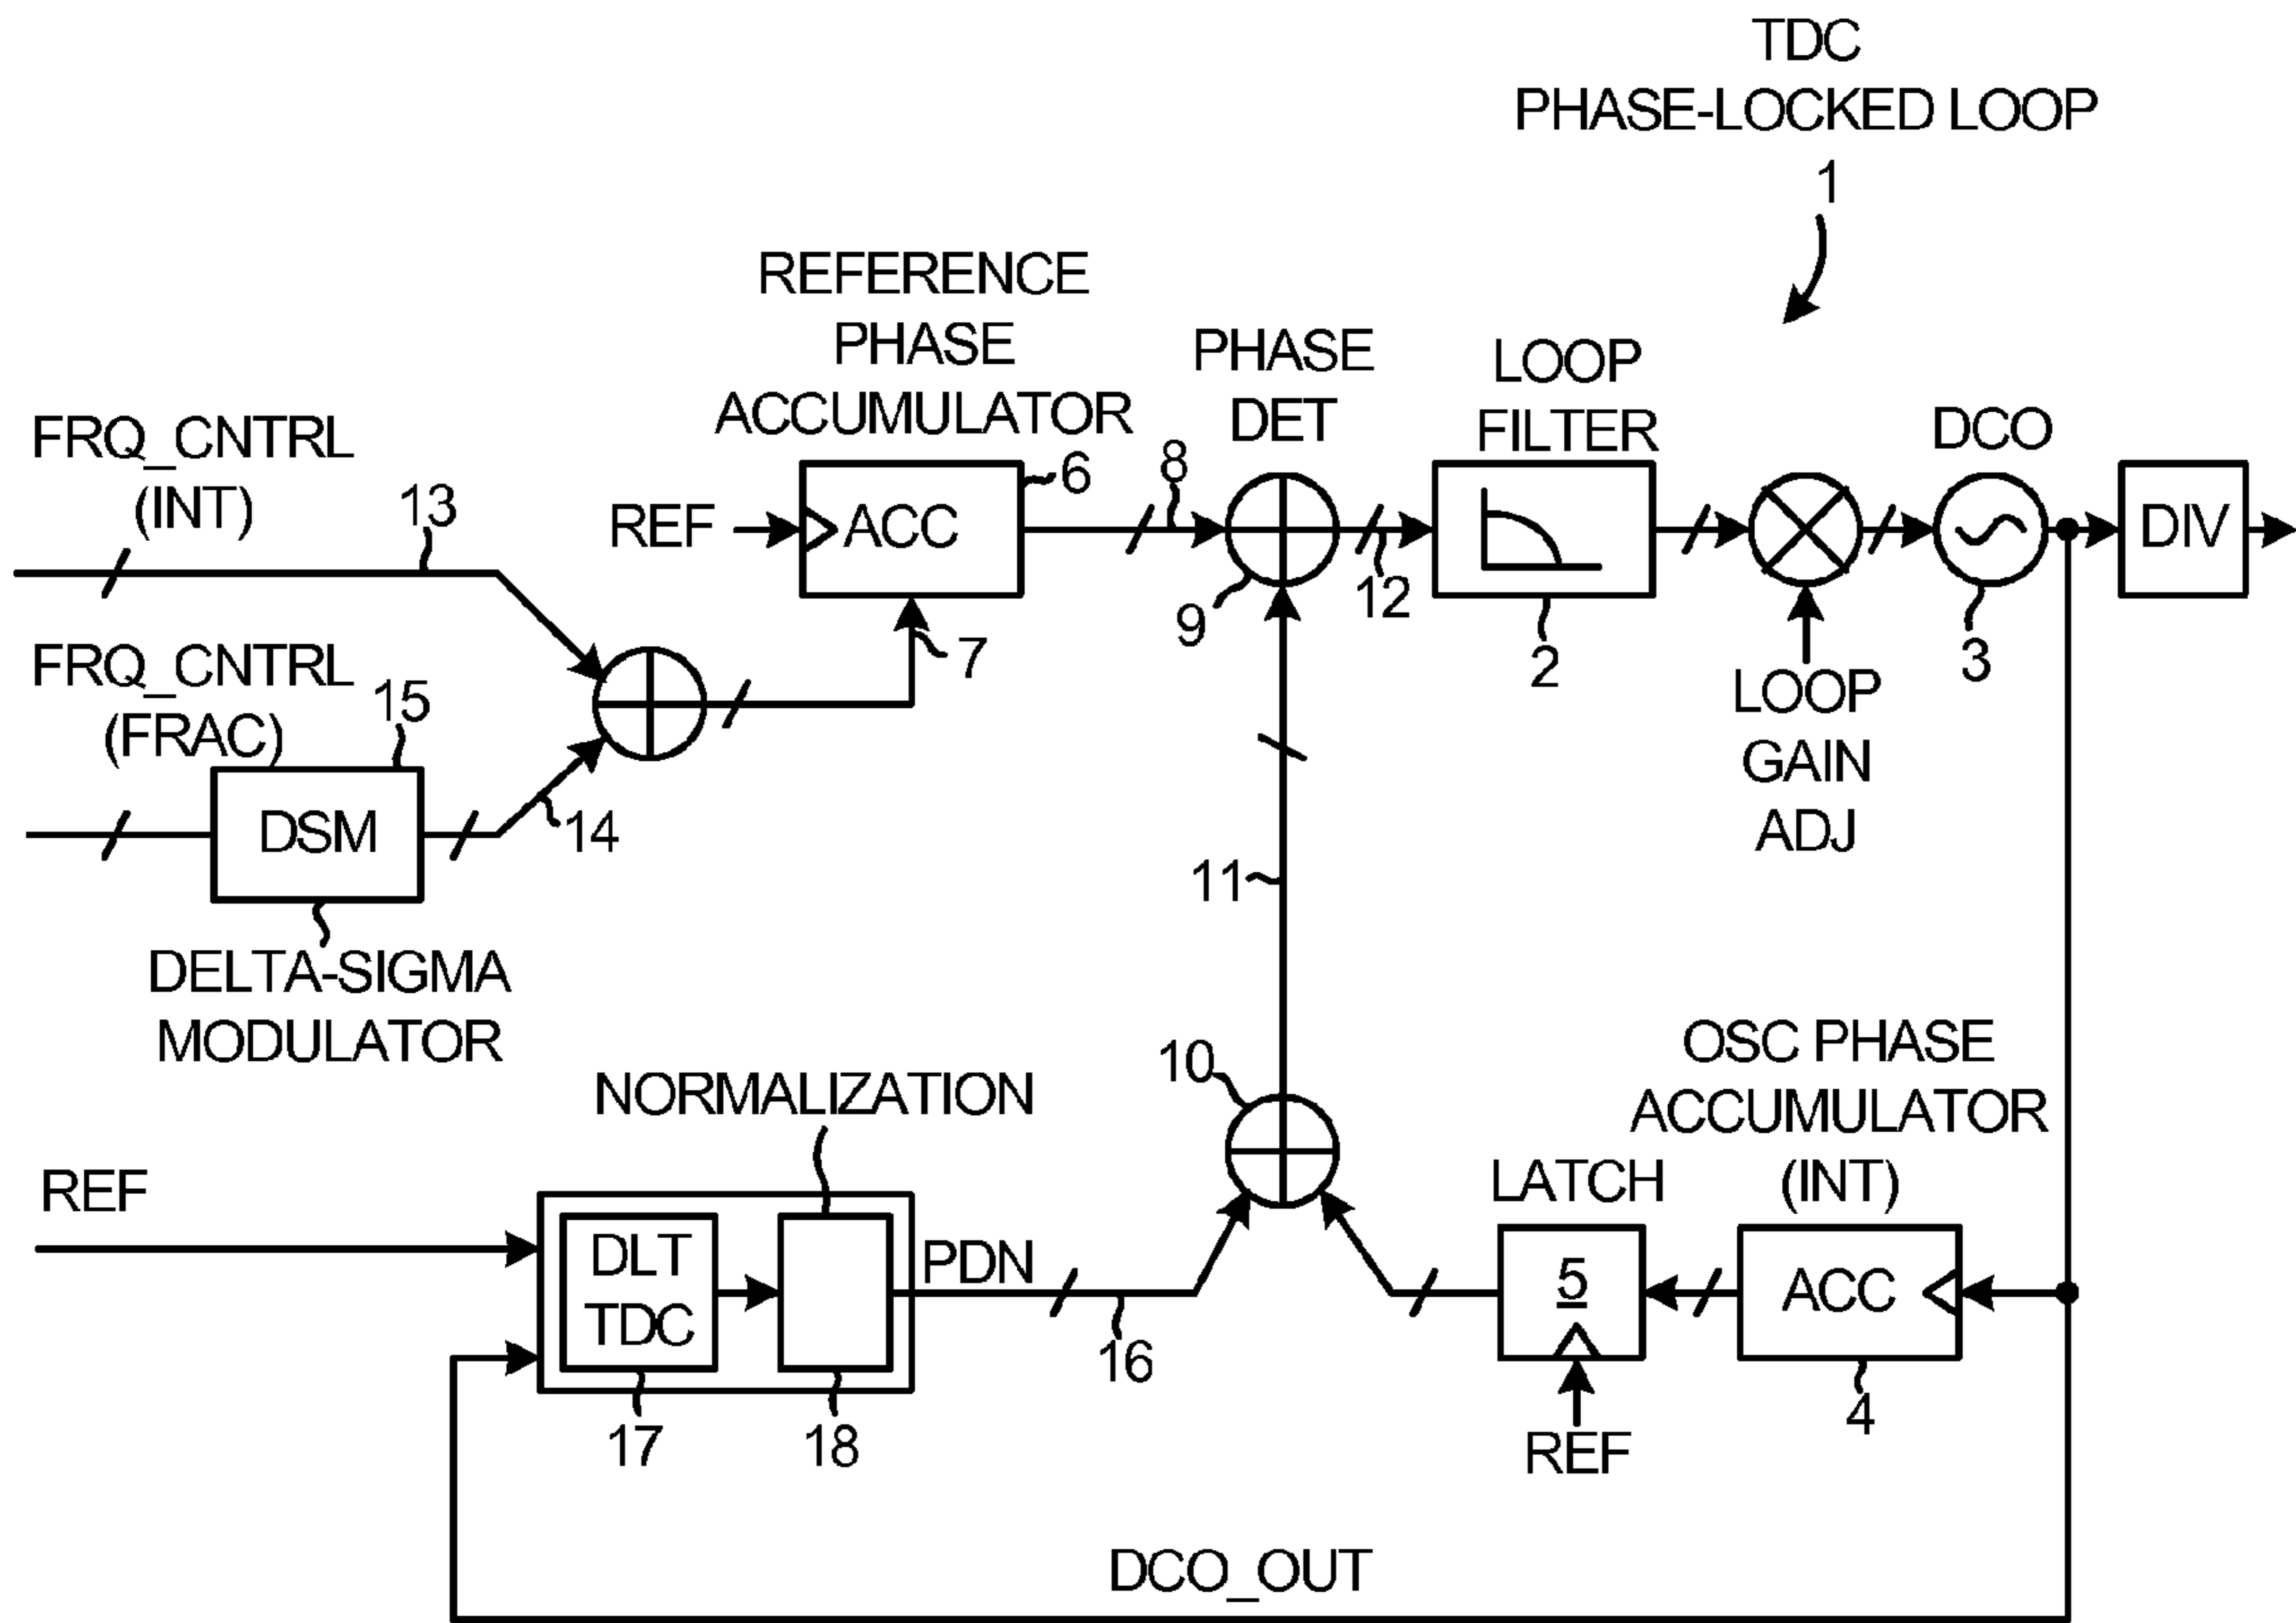 TDC
PHASE-LOCKED LOOP
1
REFERENCE
PHASE
ACCUMULATOR
PHASE
DET
LOOP
FILTER
DCO
FRQ_CNTRL
(INT)
13
REF
ACC
6
8
9
12
2
3
DIV
7
FRQ_CNTRL
(FRAC)
15
DSM
14
DELTA-SIGMA
MODULATOR
LOOP
GAIN
ADJ
11
10
NORMALIZATION
REF
DLT
TDC
17
18
PDN
16
LATCH
5
REF
OSC PHASE
ACCUMULATOR
(INT)
ACC
4
DCO_OUT